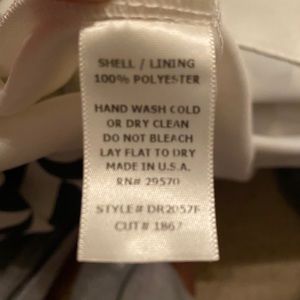 SHELL / LINING
100% POLYESTER
HAND WASH COLD
OR DRY CLEAN
DO NOT BLEACH
LAY FLAT TO DRY
MADE IN U.S.A.
RN# 29570
STYLE# DR2057F
CUT# 1867